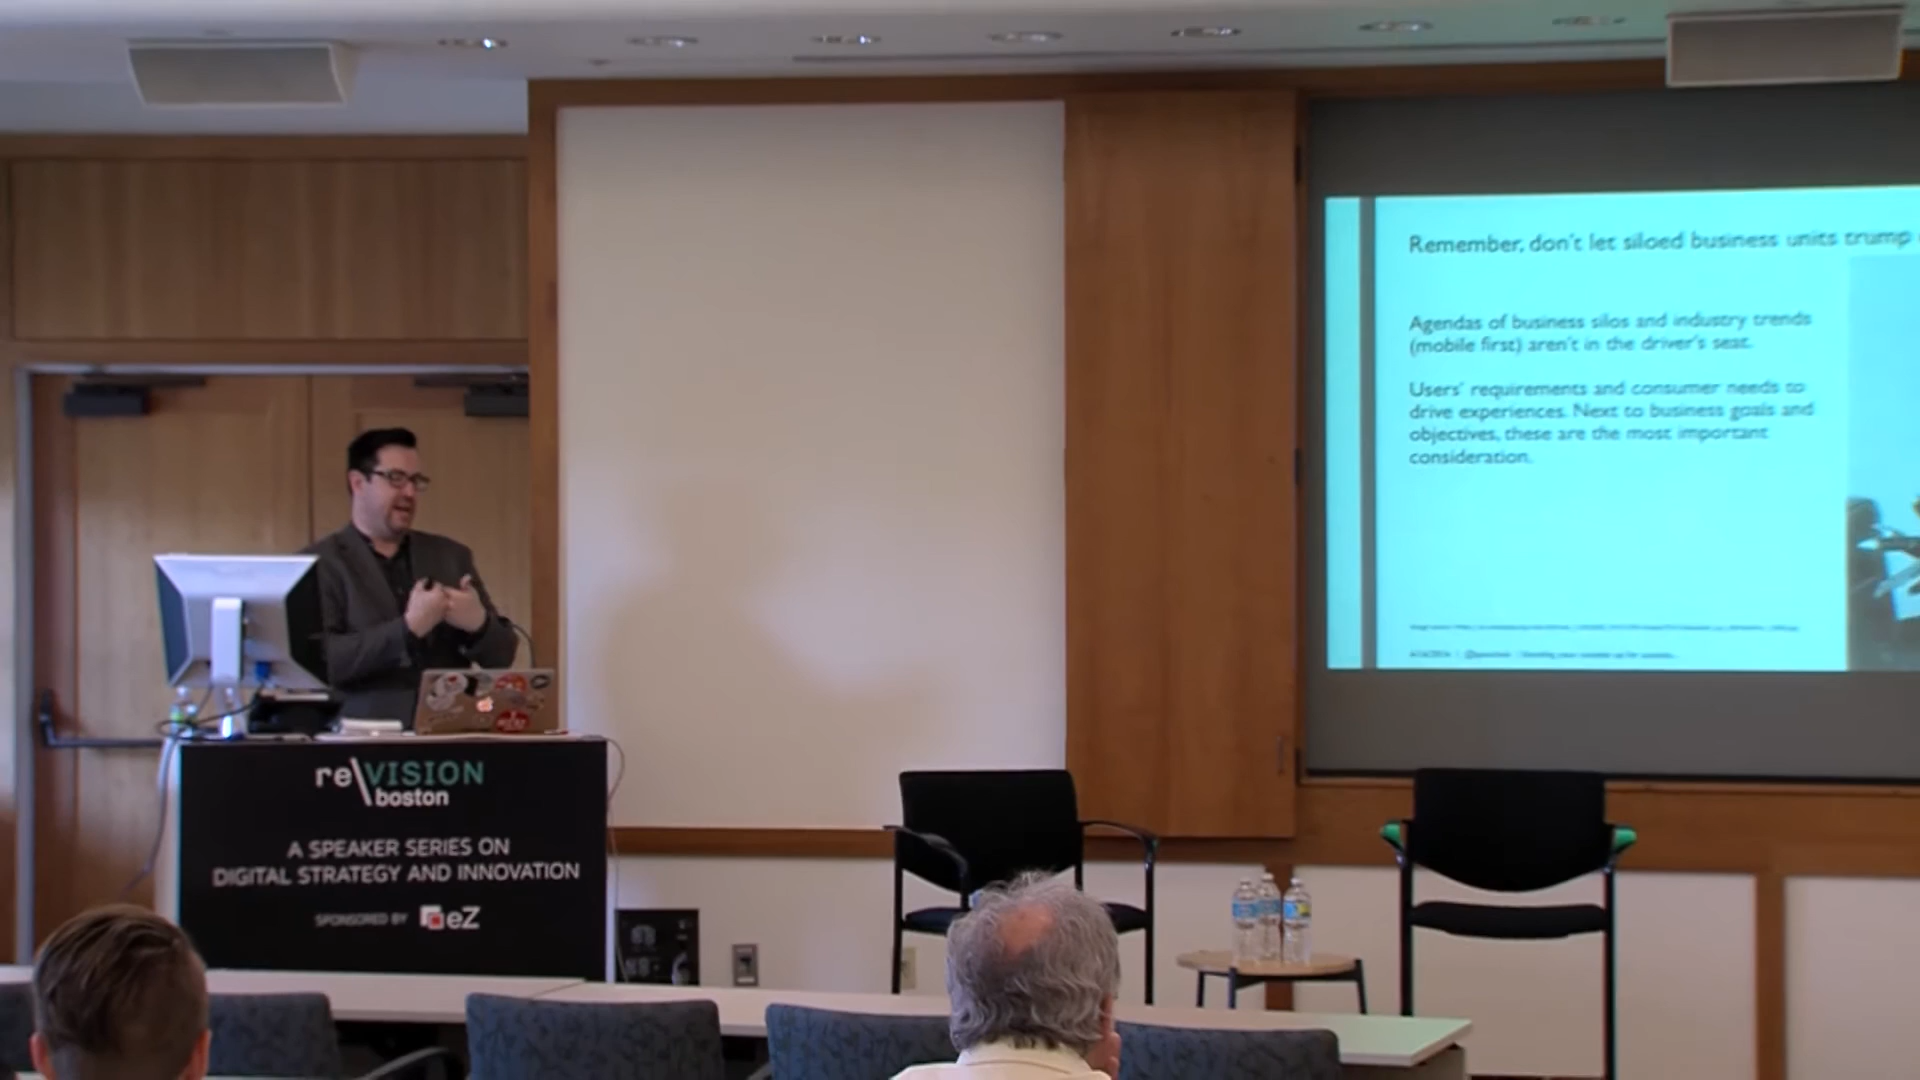 Remember, don't let siloed business units trump
Agendas of business silos and industry trends
(mobile first) aren't in the driver's seat.
Users' requirements and consumer needs to
drive experiences. Next to business goals and
objectives, these are the most important
consideration.
re\VISION
\boston
A SPEAKER SERIES ON
DIGITAL STRATEGY AND INNOVATION
SPONSORED BY eZ